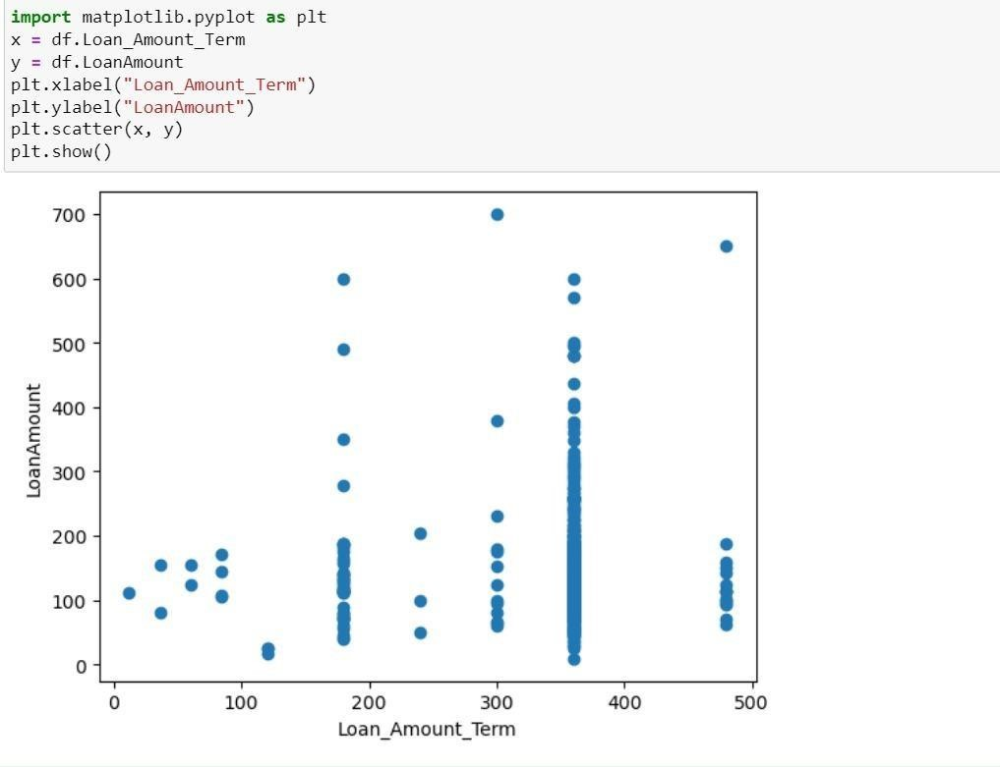 import matplotlib.pyplot as plt
x = df.Loan_Amount_Term
y = df.LoanAmount
plt.xlabel("Loan_Amount_Term")
plt.ylabel("LoanAmount")
plt.scatter(x, y)
plt.show()
700
600
500
400
300
200
100
0
LoanAmount
0 100 200 300 400 500
Loan_Amount_Term